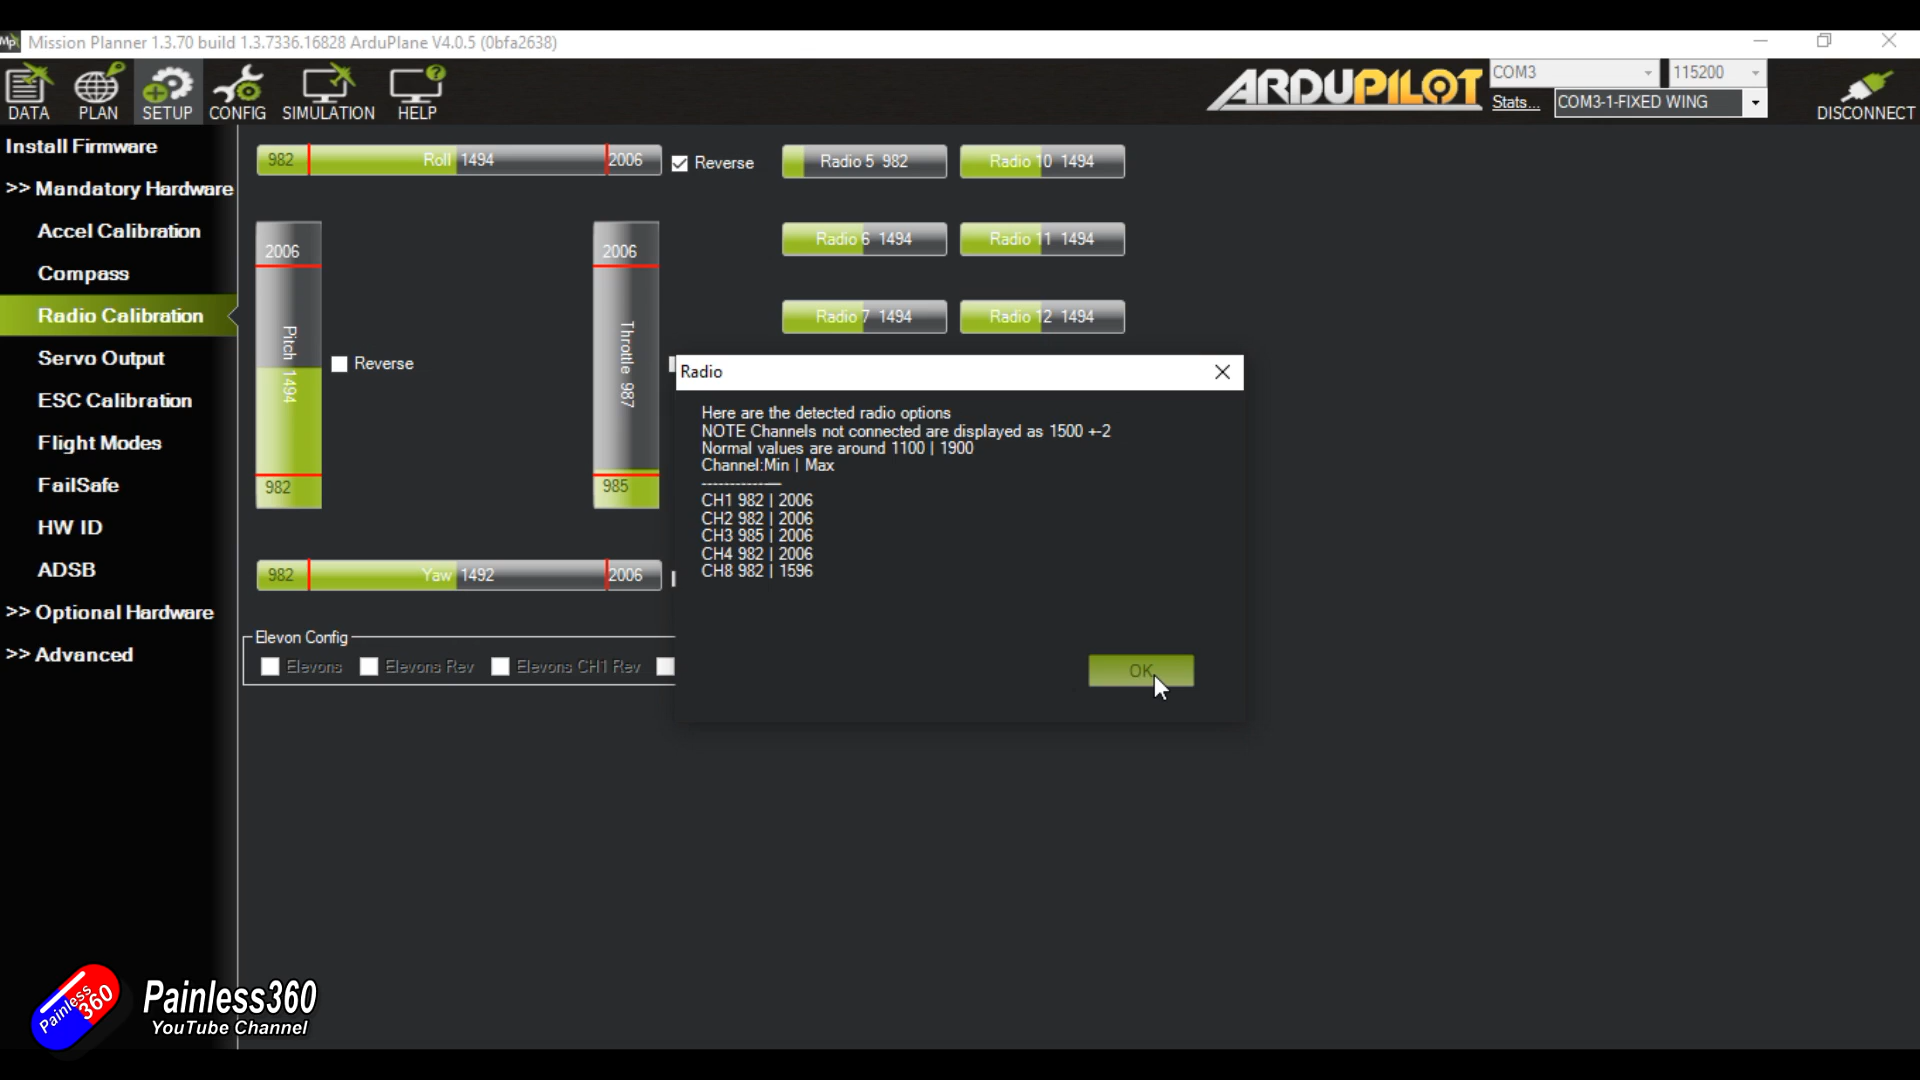 Mp Mission Planner 1.3.70 build 1.3.7336.16828 ArduPlane V4.0.5 (0bfa2638)
DATA PLAN SETUP CONFIG SIMULATION HELP
ARDUPILOT
COM3 115200
Stats... COM3-1-FIXED WING
DISCONNECT
Install Firmware
>> Mandatory Hardware
Accel Calibration
Compass
Radio Calibration
Servo Output
ESC Calibration
Flight Modes
FailSafe
HW ID
ADSB
>> Optional Hardware
>> Advanced
982 Roll 1494 2006 Reverse
Radio 5 982 Radio 10 1494
Radio 6 1494 Radio 11 1494
Radio 7 1494 Radio 12 1494
2006
Pitch 1494
982
Reverse
2006
Throttle 987
985
982 Yaw 1492 2006
Elevon Config
Elevons Elevons Rev Elevons CH1 Rev
Radio
Here are the detected radio options
NOTE Channels not connected are displayed as 1500 +-2
Normal values are around 1100 | 1900
Channel:Min | Max
---------------
CH1 982 | 2006
CH2 982 | 2006
CH3 985 | 2006
CH4 982 | 2006
CH8 982 | 1596
OK
Painless360
Painless360
YouTube Channel